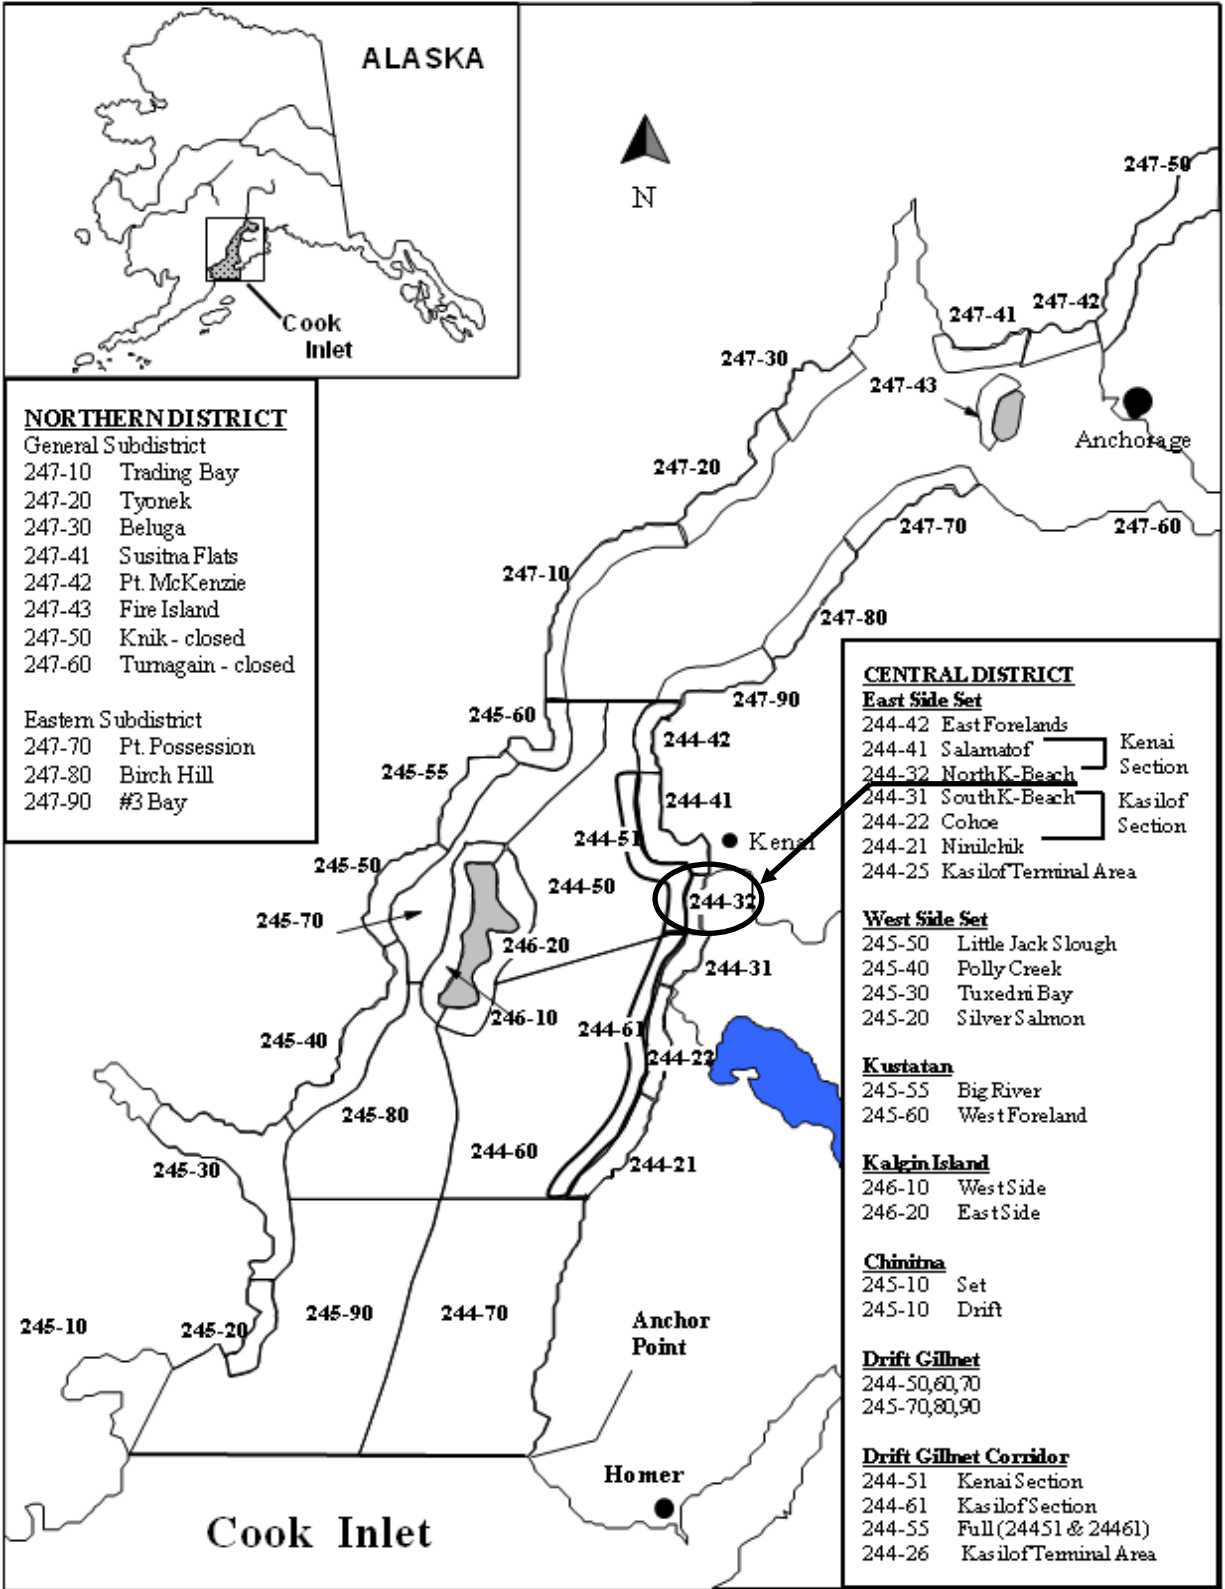 ALASKA
Cook
Inlet
N
NORTHERN DISTRICT
General Subdistrict
247-10 Trading Bay
247-20 Tyonek
247-30 Beluga
247-41 Susitna Flats
247-42 Pt. McKenzie
247-43 Fire Island
247-50 Knik - closed
247-60 Turnagain - closed
Eastern Subdistrict
247-70 Pt. Possession
247-80 Birch Hill
247-90 #3 Bay
247-50
247-42
247-41
247-30
247-43
Anchorage
247-20
247-70
247-60
247-10
247-80
247-90
245-60
244-42
245-55
244-41
244-51
Kenai
245-50
244-50
244-32
245-70
246-20
244-31
246-10
244-61
245-40
244-22
245-80
244-60
245-30
244-21
245-90
244-70
245-10
245-20
Anchor
Point
Homer
Cook Inlet
CENTRAL DISTRICT
East Side Set
244-42 East Forelands
244-41 Salamatof
244-32 North K-Beach
Kenai
Section
244-31 South K-Beach
244-22 Cohoe
244-21 Ninilchik
Kasilof
Section
244-25 Kasilof Terminal Area
West Side Set
245-50 Little Jack Slough
245-40 Polly Creek
245-30 Tuxedni Bay
245-20 Silver Salmon
Kustatan
245-55 Big River
245-60 West Foreland
Kalgin Island
246-10 West Side
246-20 East Side
Chinitna
245-10 Set
245-10 Drift
Drift Gillnet
244-50,60,70
245-70,80,90
Drift Gillnet Corridor
244-51 Kenai Section
244-61 Kasilof Section
244-55 Full (24451 & 24461)
244-26 Kasilof Terminal Area